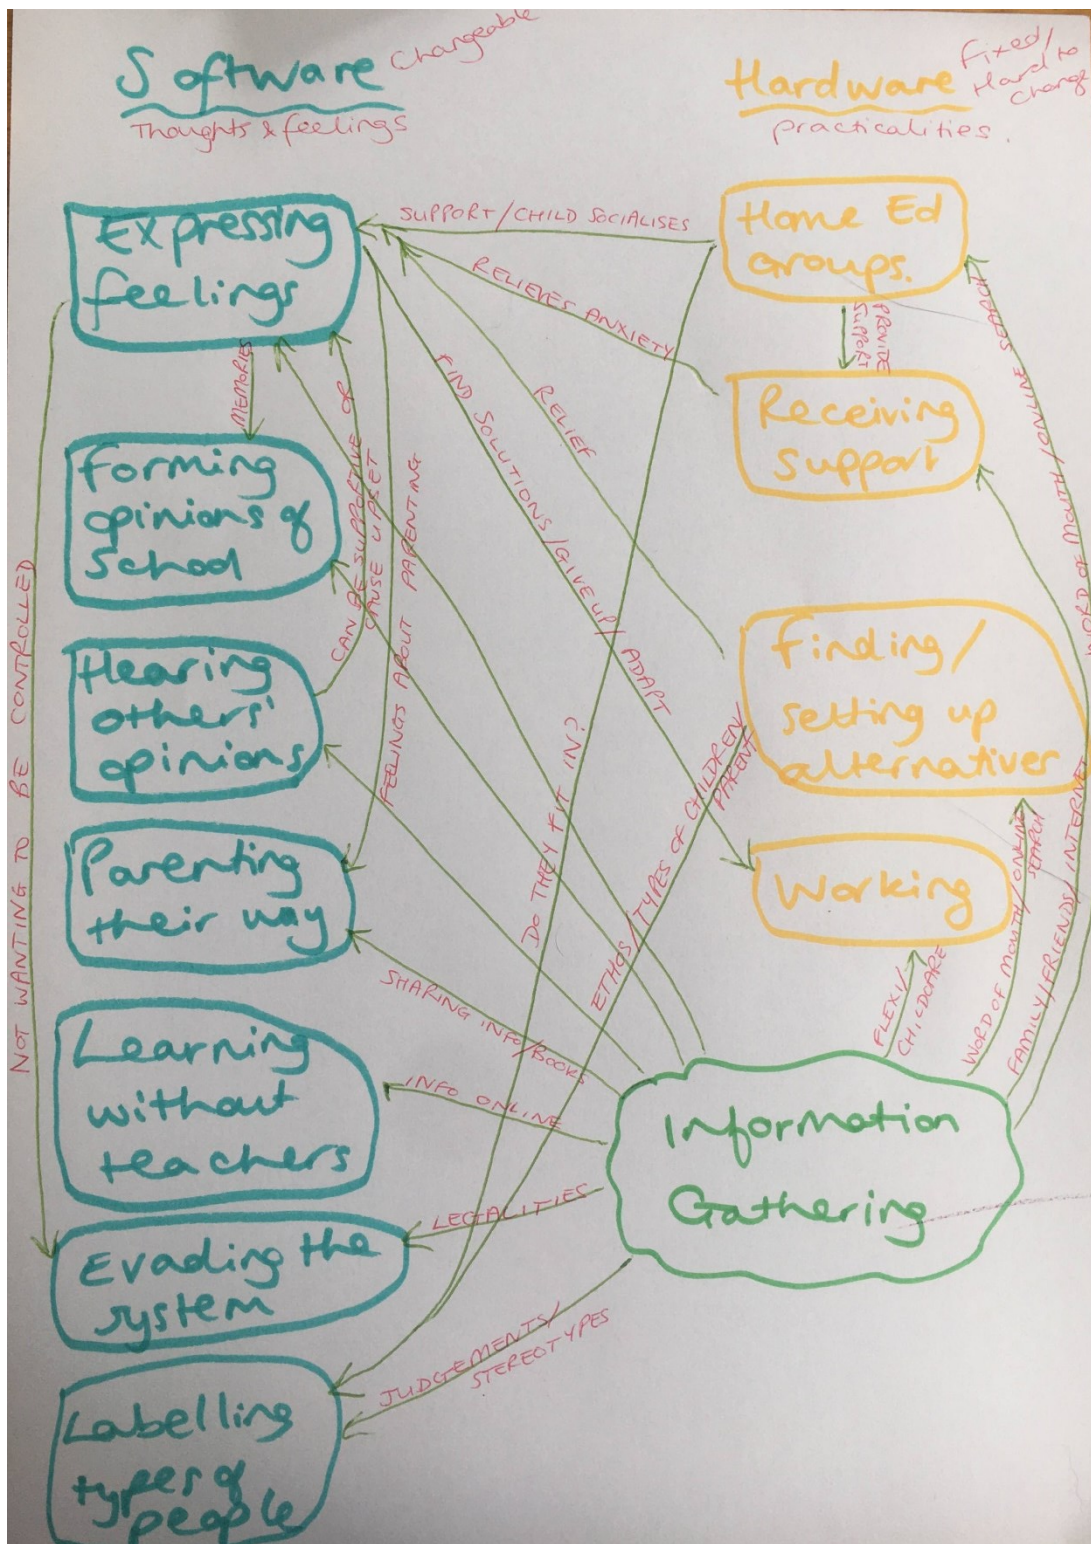 Software
Changeable
Thoughts & feelings
Hardware
Fixed/
Hard to
change
practicalities.
Expressing
feelings
Forming
opinions of
School
Hearing
others'
opinions
Parenting
their way
Learning
without
teachers
Evading the
system
Labelling
types of
people
Home Ed
Groups.
Receiving
support
Finding/
setting up
alternatives
Working
Information
Gathering
SUPPORT/CHILD SOCIALISES
RELIEVES ANXIETY
RELIEF
FIND SOLUTIONS/GIVE UP/ADAPT
MEMORIES
CAN BE SUPPORTIVE OR
CAUSE UPSET
FEELINGS ABOUT PARENTING
NOT WANTING TO BE CONTROLLED
PROVIDE
SUPPORT
DO THEY FIT IN?
ETHOS/TYPES OF CHILDREN/
PARENT
SHARING INFO/BOOKS
INFO ONLINE
LEGALITIES
JUDGEMENTS/
STEREOTYPES
FLEXI/
CHILDCARE
WORD OF MOUTH/ONLINE
SEARCH
FAMILY/FRIENDS/INTERNET
WORD OF MOUTH/ONLINE SEARCH